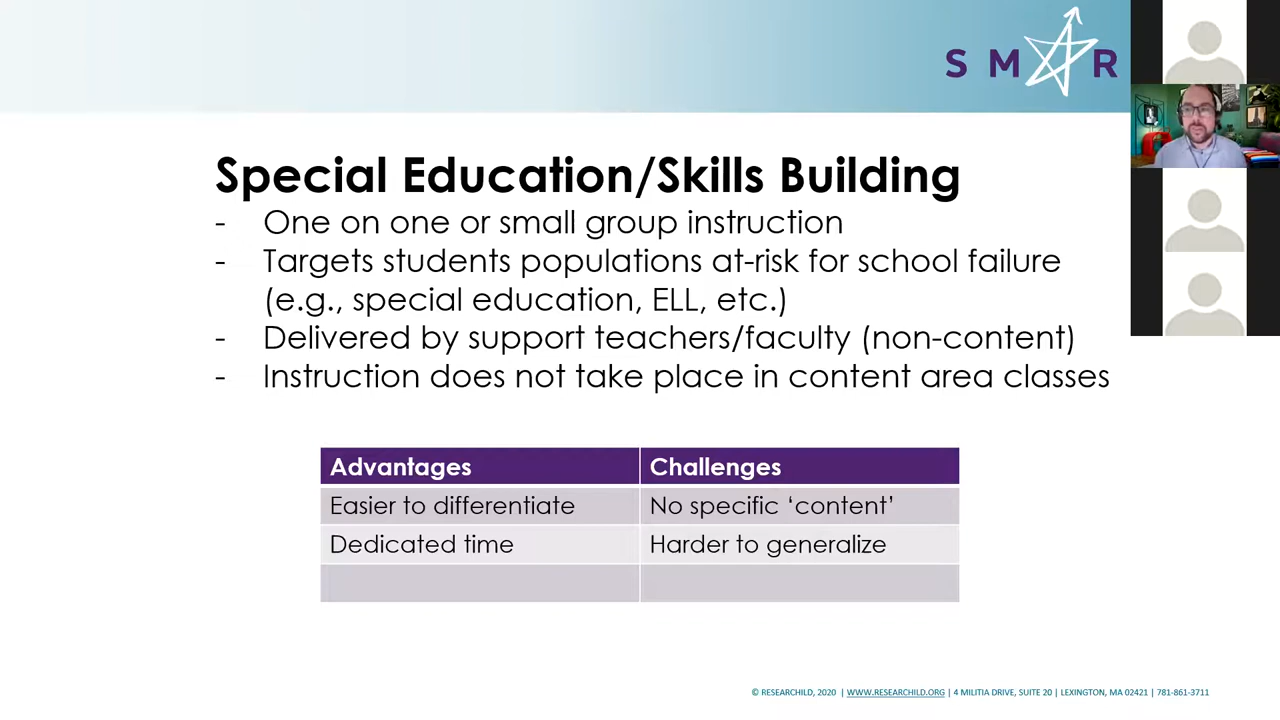 S M R
Special Education/Skills Building
- One on one or small group instruction
- Targets students populations at-risk for school failure
(e.g., special education, ELL, etc.)
- Delivered by support teachers/faculty (non-content)
- Instruction does not take place in content area classes
Advantages Challenges
Easier to differentiate No specific ‘content’
Dedicated time Harder to generalize
© RESEARCHILD, 2020 | WWW.RESEARCHILD.ORG | 4 MILITIA DRIVE, SUITE 20 | LEXINGTON, MA 02421 | 781-861-3711